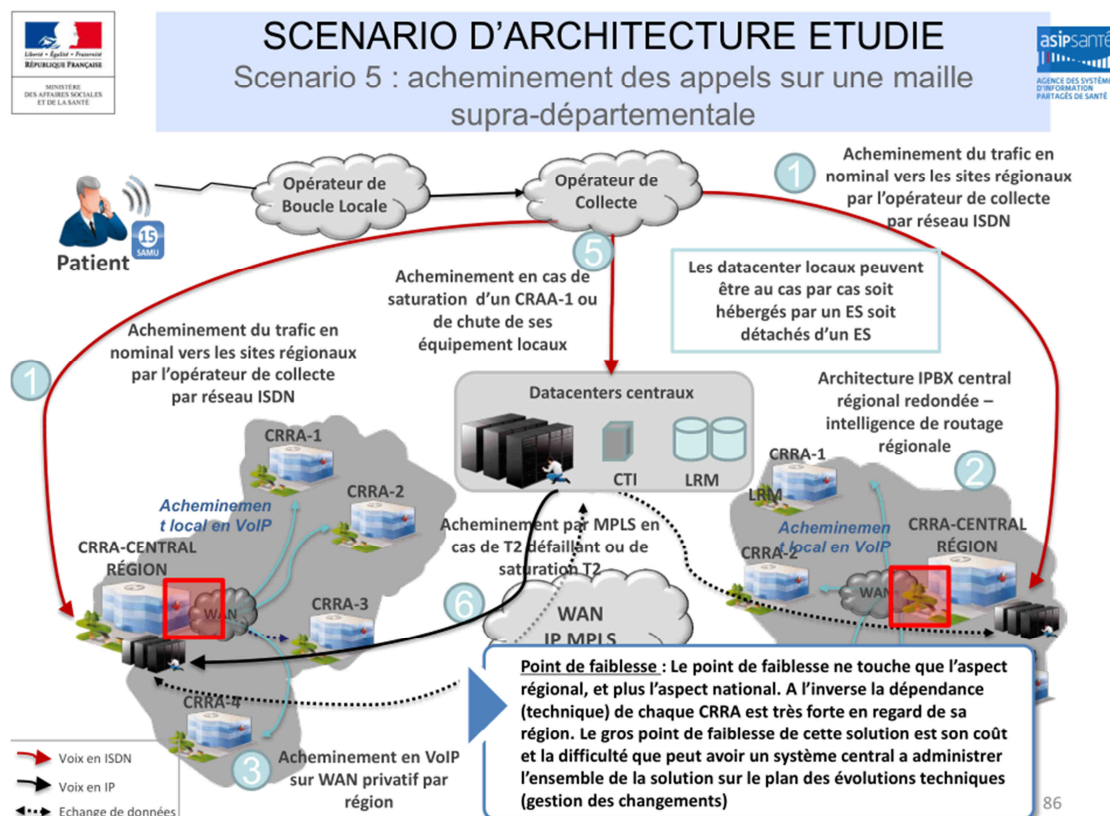 SCENARIO D'ARCHITECTURE ETUDIE
Scenario 5 : acheminement des appels sur une maille
supra-départementale
Liberté • Égalité • Fraternité
RÉPUBLIQUE FRANÇAISE
MINISTÈRE
DES AFFAIRES SOCIALES
ET DE LA SANTÉ
asipsanté
AGENCE DES SYSTÈME
D'INFORMATION
PARTAGÉS DE SANTÉ
Patient
15
SAMU
Opérateur de
Boucle Locale
Opérateur de
Collecte
1
Acheminement du trafic en
nominal vers les sites régionaux
par l'opérateur de collecte
par réseau ISDN
5
Acheminement en cas de
saturation d'un CRAA-1 ou
de chute de ses
équipement locaux
Les datacenter locaux peuvent
être au cas par cas soit
hébergés par un ES soit
détachés d'un ES
1
Acheminement du trafic en
nominal vers les sites régionaux
par l'opérateur de collecte
par réseau ISDN
Datacenters centraux
CTI
LRM
Architecture IPBX central
régional redondée –
intelligence de routage
régionale
2
CRRA-1
CRRA-2
Acheminemen
t local en VoIP
CRRA-CENTRAL
RÉGION
WAN
CRRA-3
CRRA-4
Acheminement par MPLS en
cas de T2 défaillant ou de
saturation T2
6
WAN
IP MPLS
CRRA-1
LRM
Acheminemen
t local en VoIP
CRRA-2
CRRA-CENTRAL
RÉGION
WAN
3
Acheminement en VoIP
sur WAN privatif par
région
Point de faiblesse : Le point de faiblesse ne touche que l'aspect
régional, et plus l'aspect national. A l'inverse la dépendance
(technique) de chaque CRRA est très forte en regard de sa
région. Le gros point de faiblesse de cette solution est son coût
et la difficulté que peut avoir un système central a administrer
l'ensemble de la solution sur le plan des évolutions techniques
(gestion des changements)
Voix en ISDN
Voix en IP
Echange de données
86